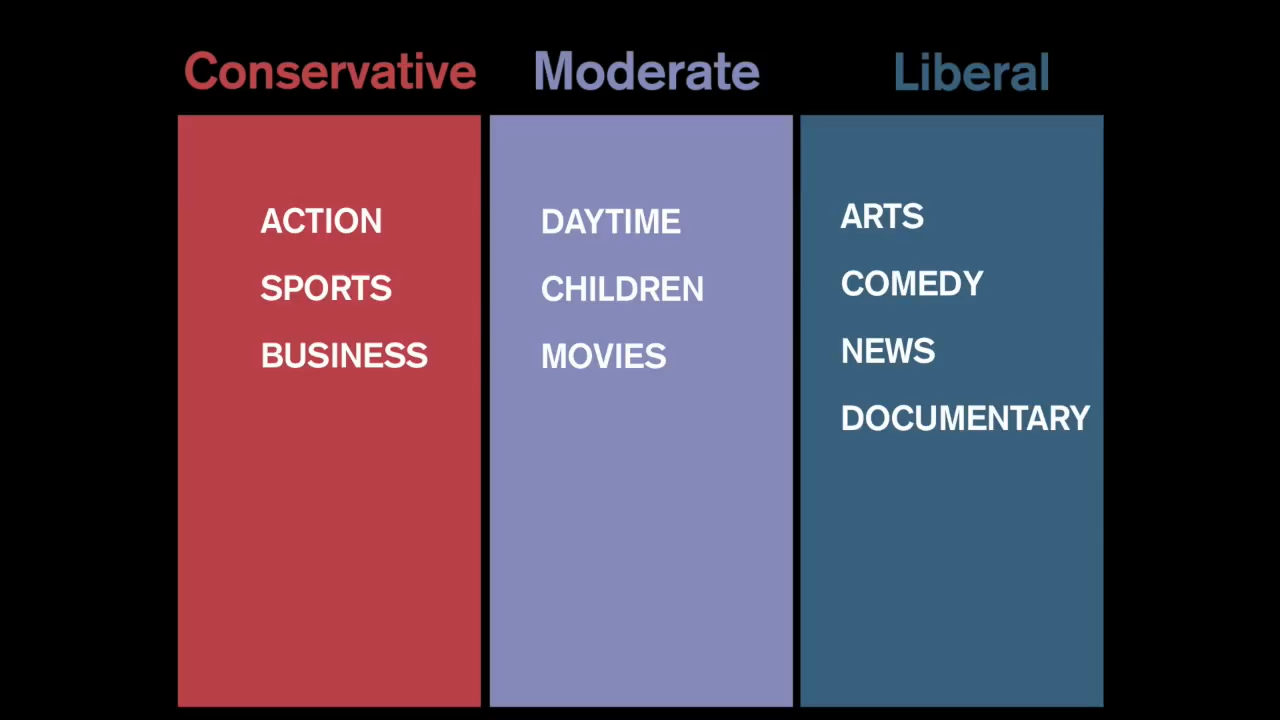 Conservative
Moderate
Liberal
ACTION
SPORTS
BUSINESS
DAYTIME
CHILDREN
MOVIES
ARTS
COMEDY
NEWS
DOCUMENTARY